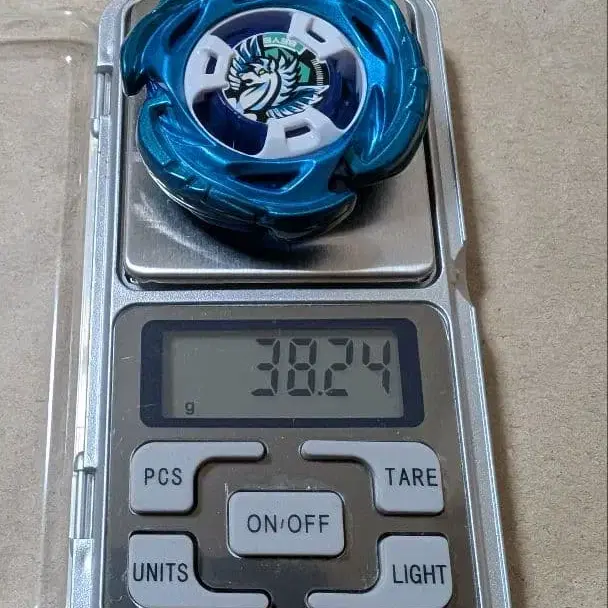 38.24
g
PCS
TARE
ON/OFF
UNITS
LIGHT